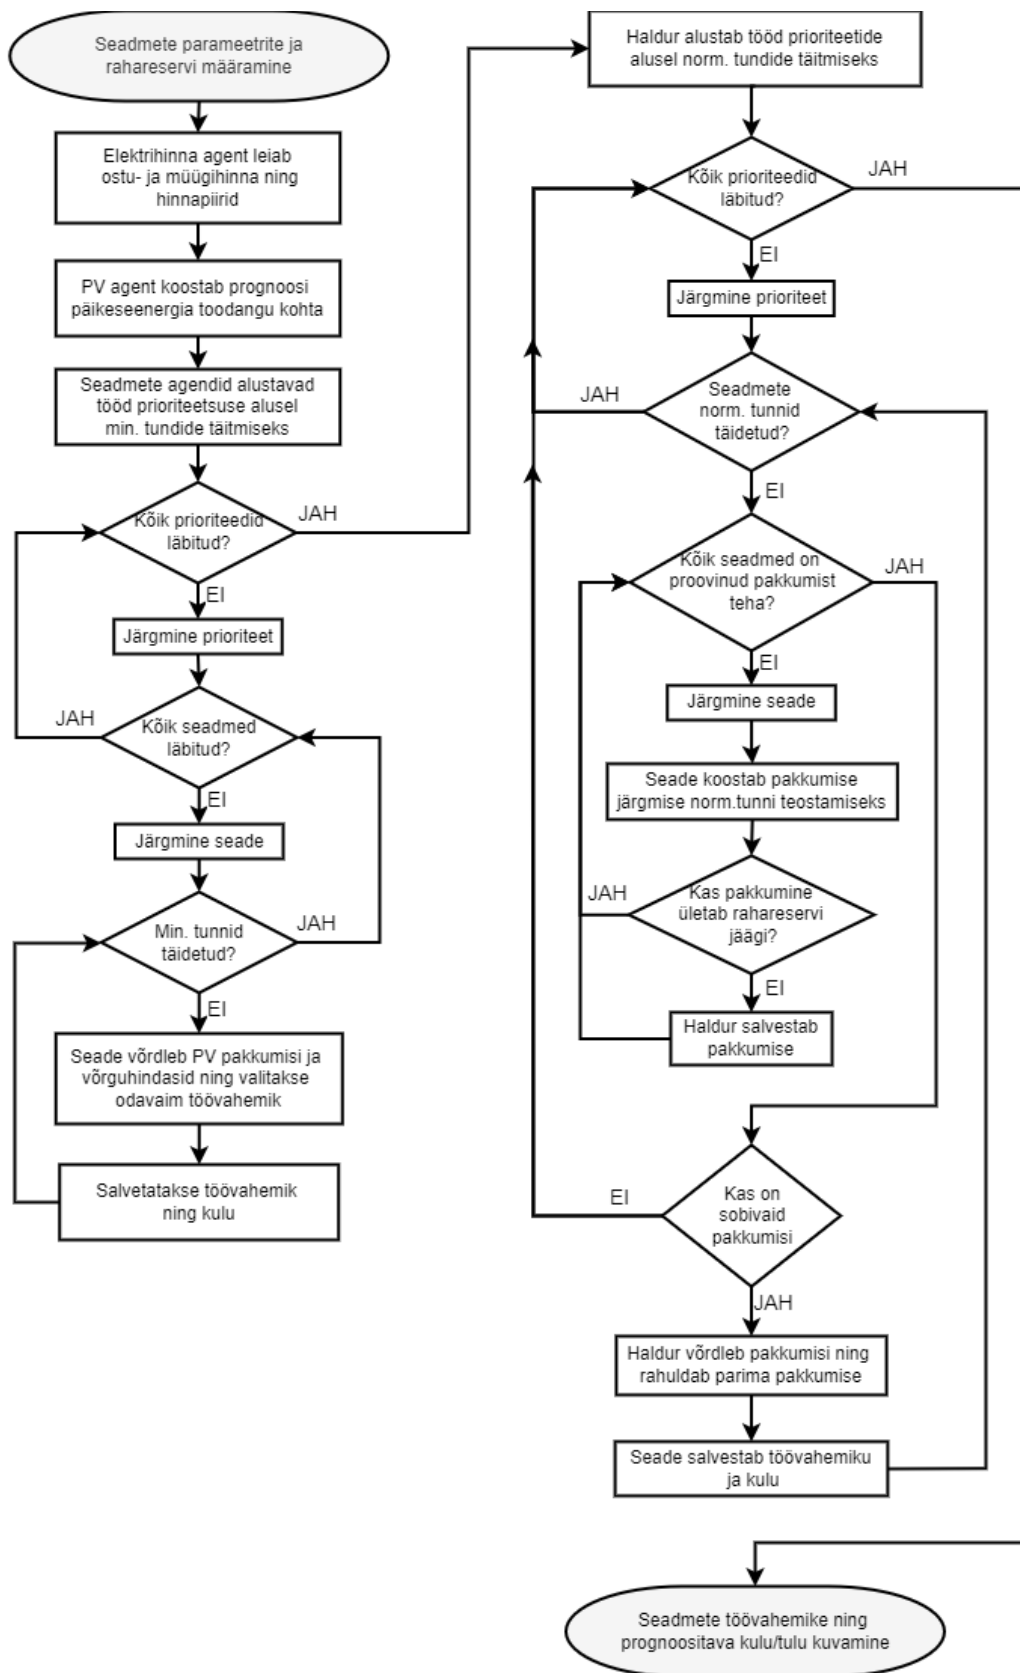 Seadmete parameetrite ja
rahareservi määramine
Elektrihinna agent leiab
ostu- ja müügihinna ning
hinnapiirid
PV agent koostab prognoosi
päikeseenergia toodangu kohta
Seadmete agendid alustavad
tööd prioriteetsuse alusel
min. tundide täitmiseks
Kõik prioriteedid
läbitud?
JAH
EI
Järgmine prioriteet
Kõik seadmed
läbitud?
JAH
EI
Järgmine seade
Min. tunnid
täidetud?
JAH
EI
Seade võrdleb PV pakkumisi ja
võrguhindasid ning valitakse
odavaim töövahemik
Salvetatakse töövahemik
ning kulu
Haldur alustab tööd prioriteetide
alusel norm. tundide täitmiseks
Kõik prioriteedid
läbitud?
JAH
EI
Järgmine prioriteet
Seadmete
norm. tunnid
täidetud?
JAH
EI
Kõik seadmed on
proovinud pakkumist
teha?
JAH
EI
Järgmine seade
Seade koostab pakkumise
järgmise norm.tunni teostamiseks
Kas pakkumine
ületab rahareservi
jäägi?
JAH
EI
Haldur salvestab
pakkumise
Kas on
sobivaid
pakkumisi
EI
JAH
Haldur võrdleb pakkumisi ning
rahuldab parima pakkumise
Seade salvestab töövahemiku
ja kulu
Seadmete töövahemike ning
prognoositava kulu/tulu kuvamine